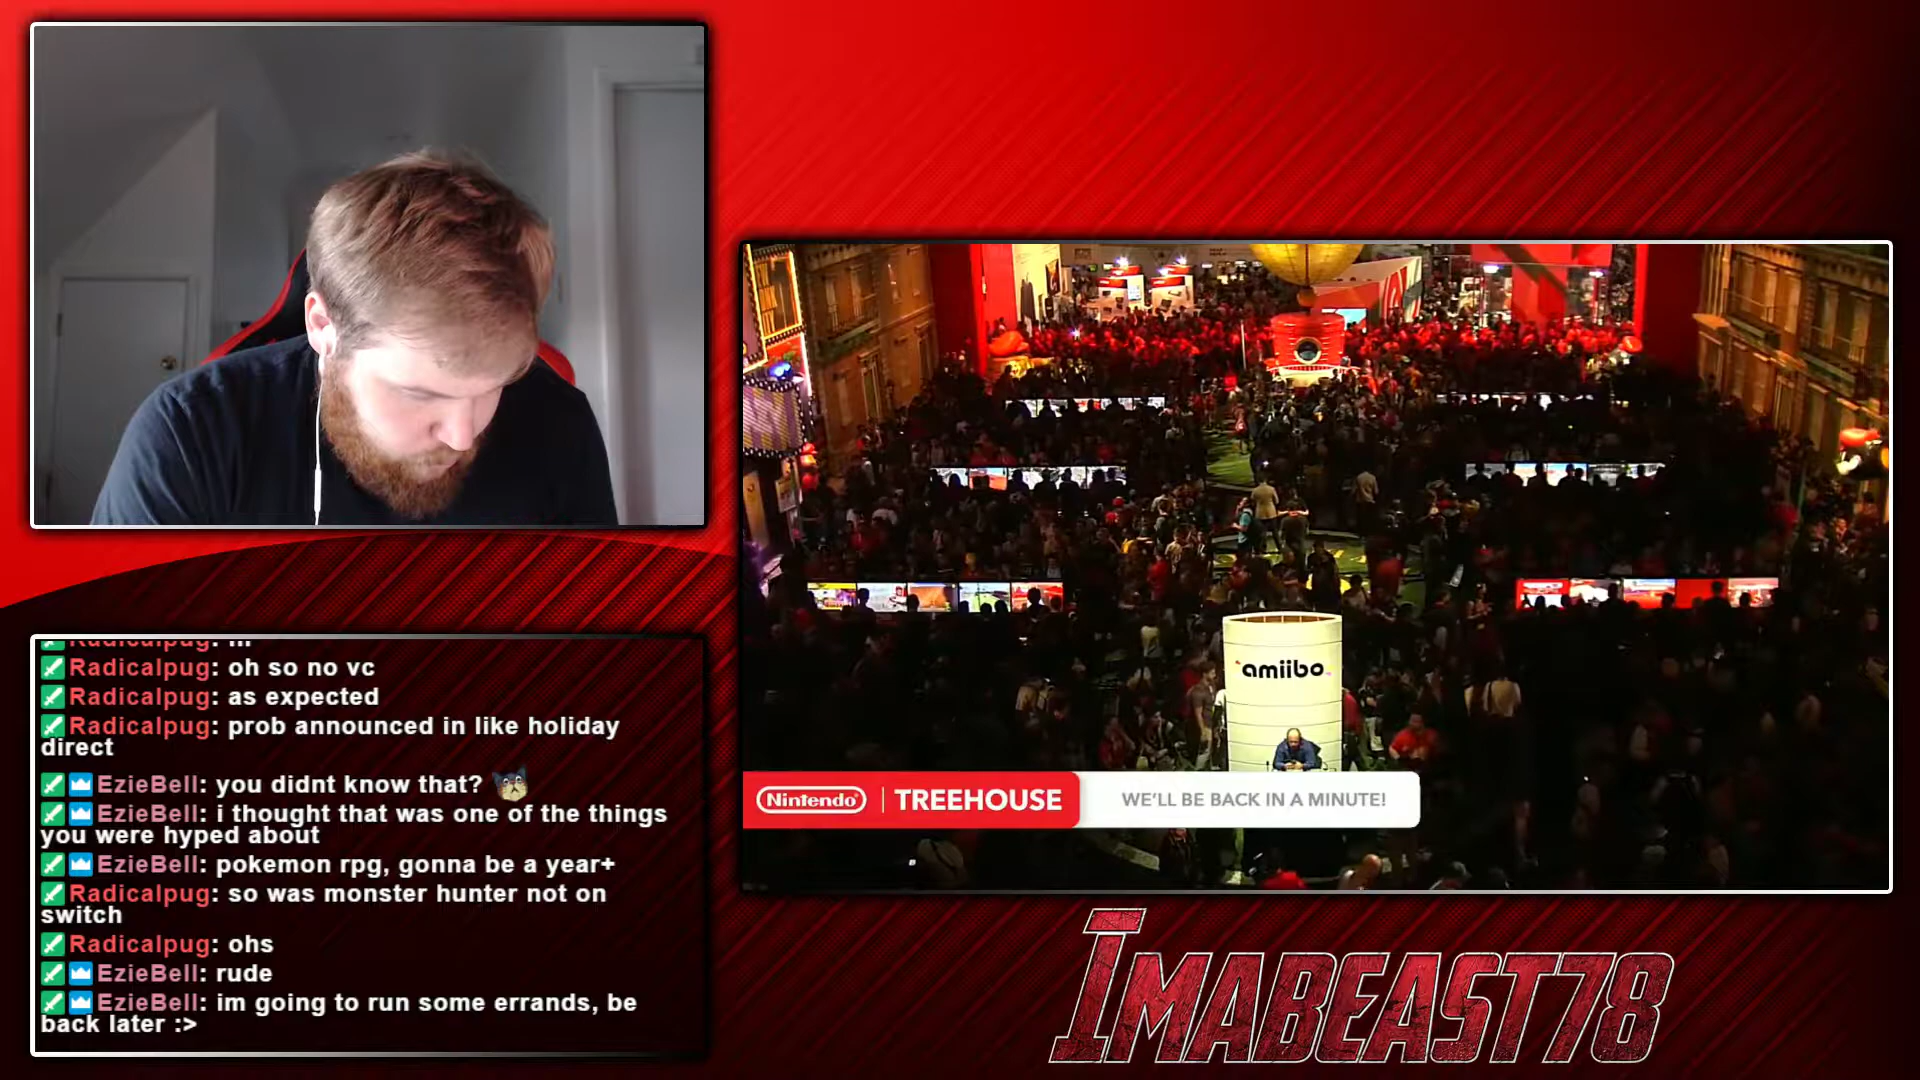 Radicalpug: m
Radicalpug: oh so no vc
Radicalpug: as expected
Radicalpug: prob announced in like holiday
direct
EzieBell: you didnt know that?
EzieBell: i thought that was one of the things
you were hyped about
EzieBell: pokemon rpg, gonna be a year+
Radicalpug: so was monster hunter not on
switch
Radicalpug: ohs
EzieBell: rude
EzieBell: im going to run some errands, be
back later :>
amiibo
Nintendo | TREEHOUSE WE'LL BE BACK IN A MINUTE!
IMABEAST78